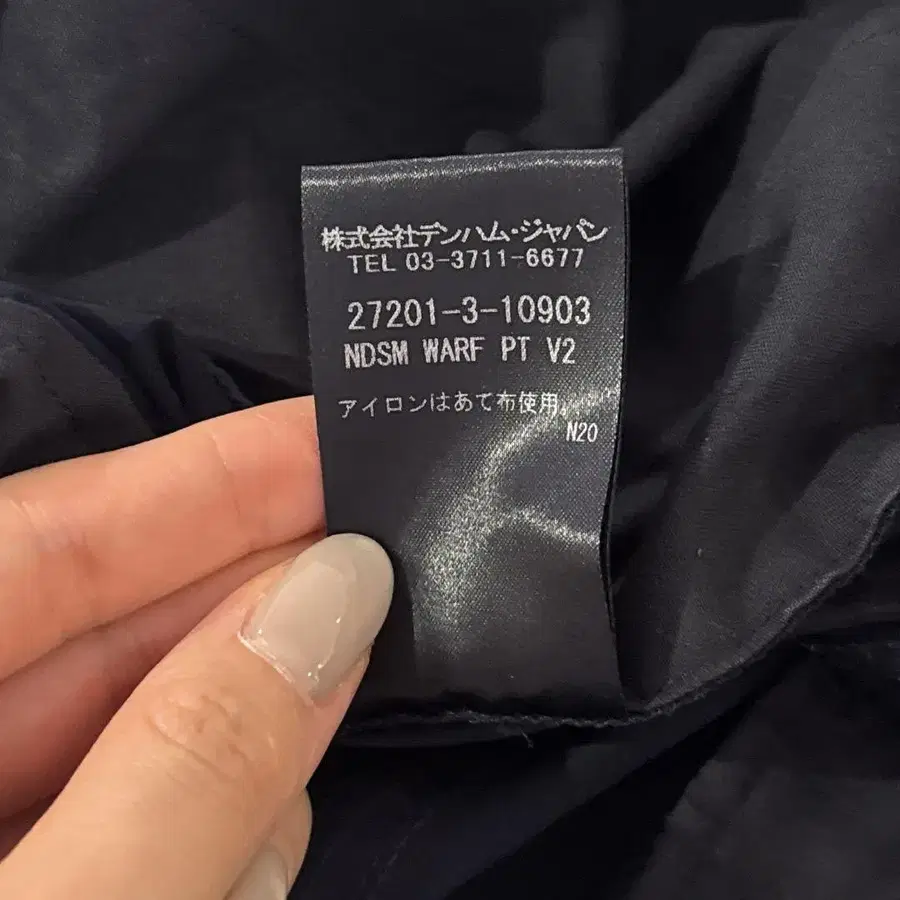 株式会社デンハム・ジャパン
TEL 03-3711-6677
27201-3-10903
NDSM WARF PT V2
アイロンはあて布使用。
N20